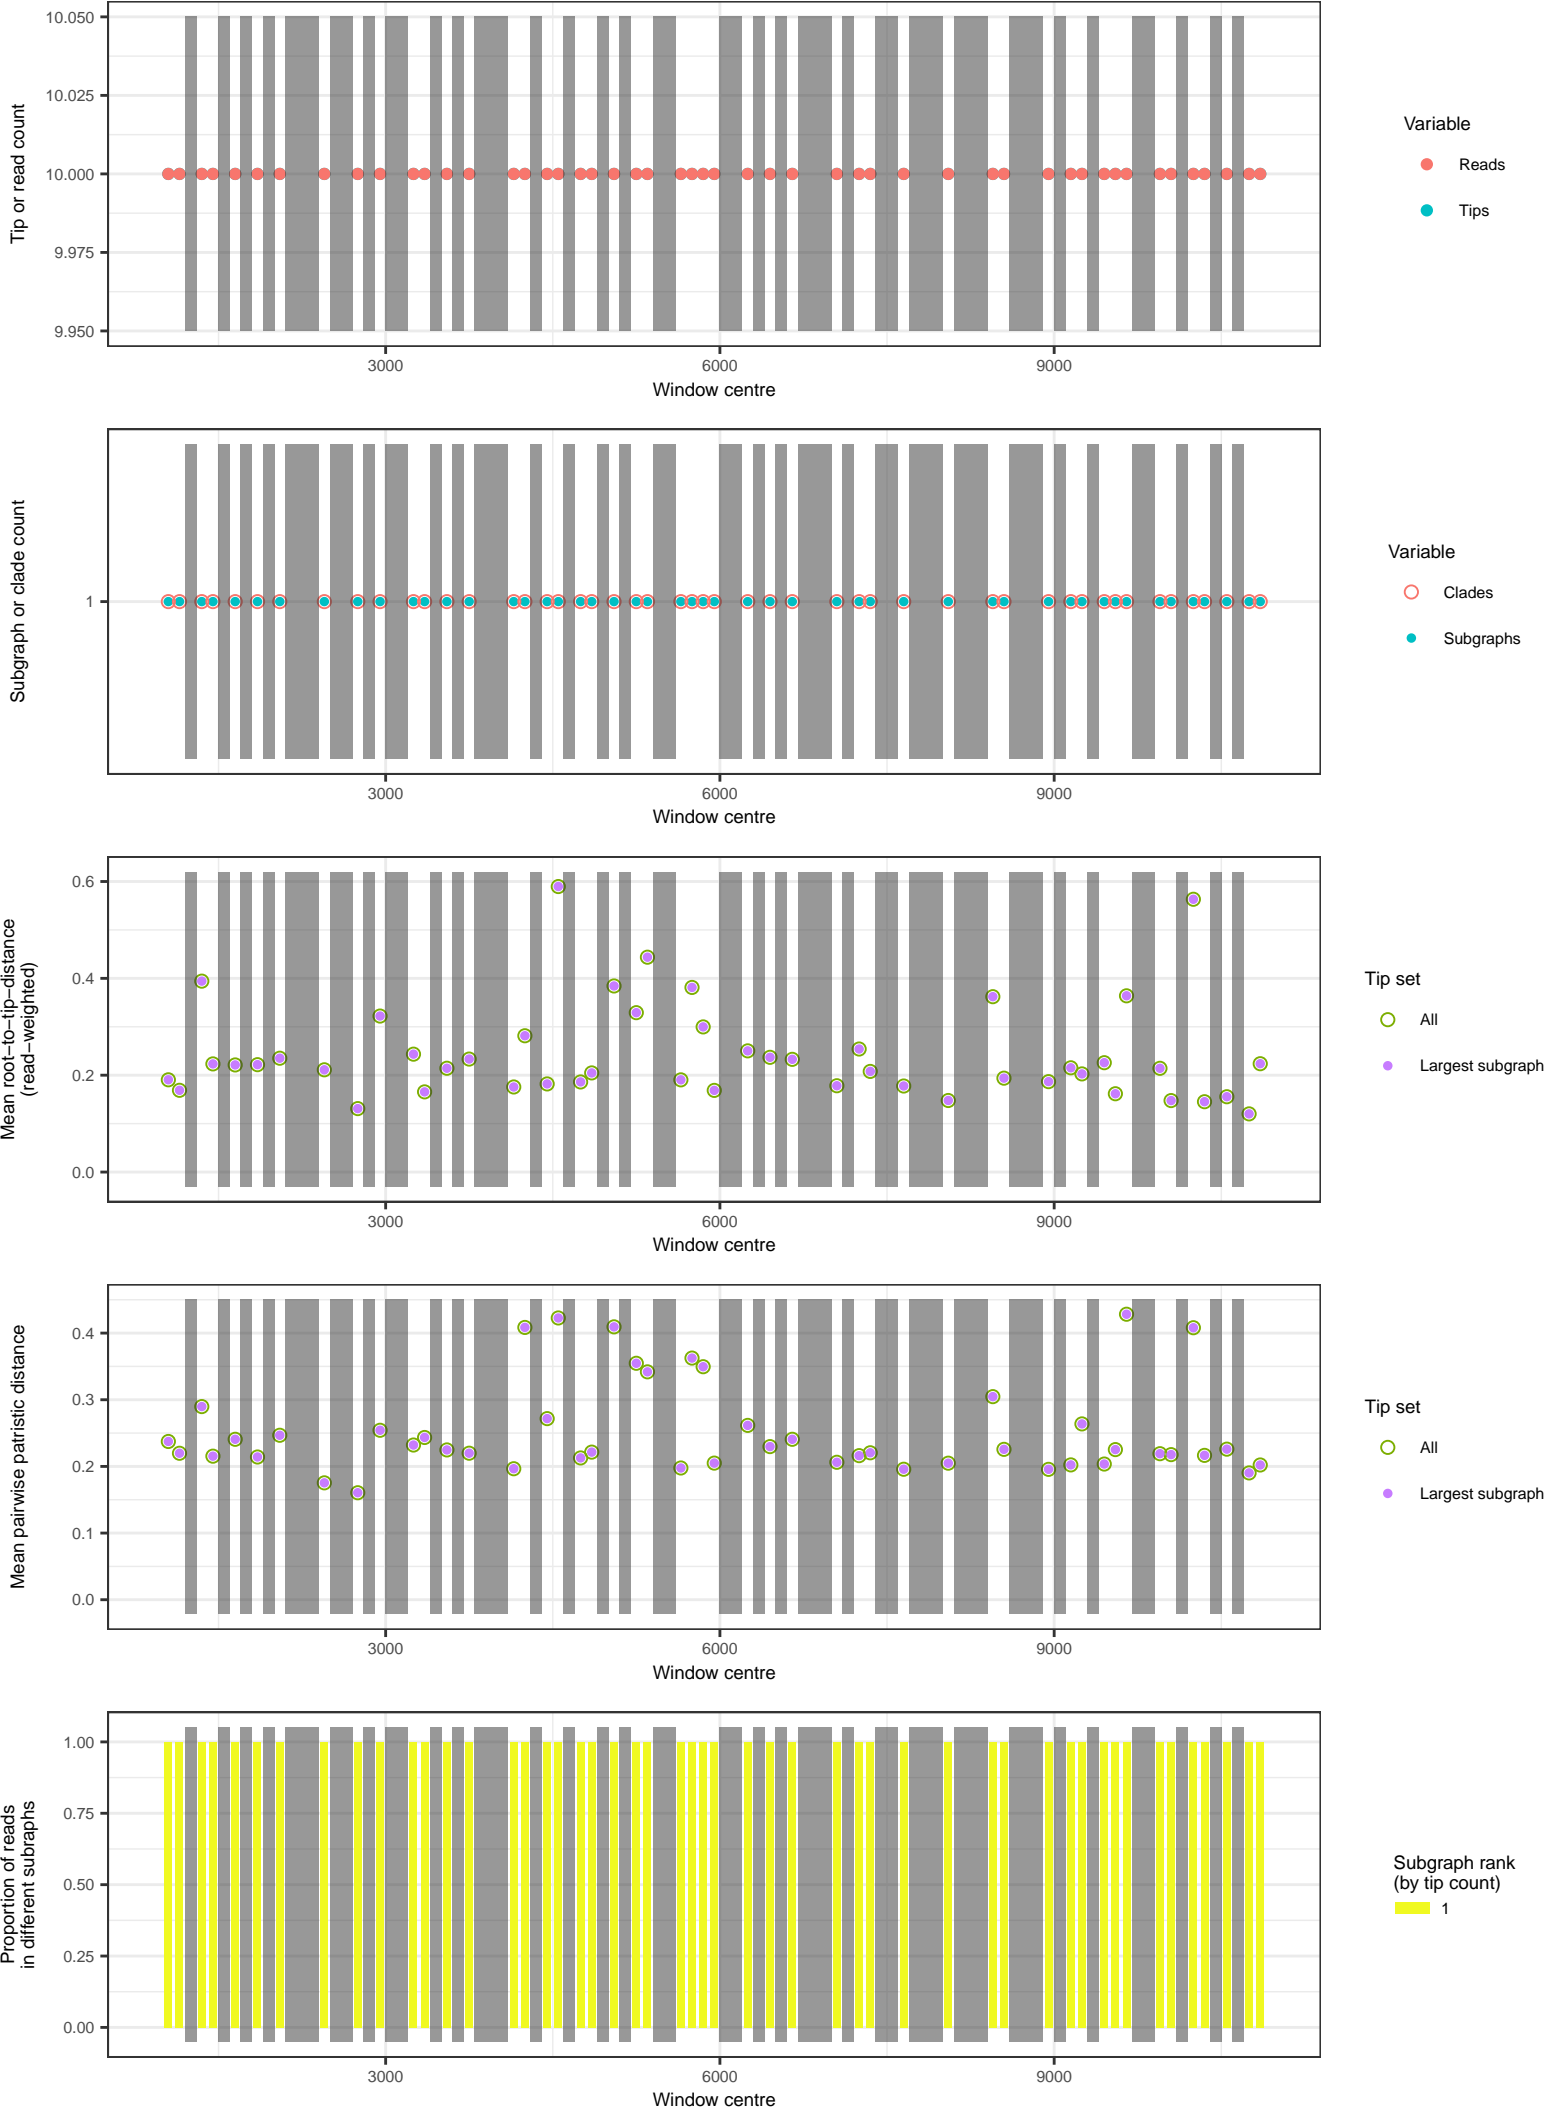 10.050
10.025
10.000
9.975
9.950
Tip or read count
3000
6000
9000
Window centre
Variable
Reads
Tips
1
Subgraph or clade count
3000
6000
9000
Window centre
Variable
Clades
Subgraphs
0.6
0.4
0.2
0.0
Mean root−to−tip−distance
(read−weighted)
3000
6000
9000
Window centre
Tip set
All
Largest subgraph
0.4
0.3
0.2
0.1
0.0
Mean pairwise patristic distance
3000
6000
9000
Window centre
Tip set
All
Largest subgraph
1.00
0.75
0.50
0.25
0.00
Proportion of reads
in different subraphs
3000
6000
9000
Window centre
Subgraph rank
(by tip count)
1